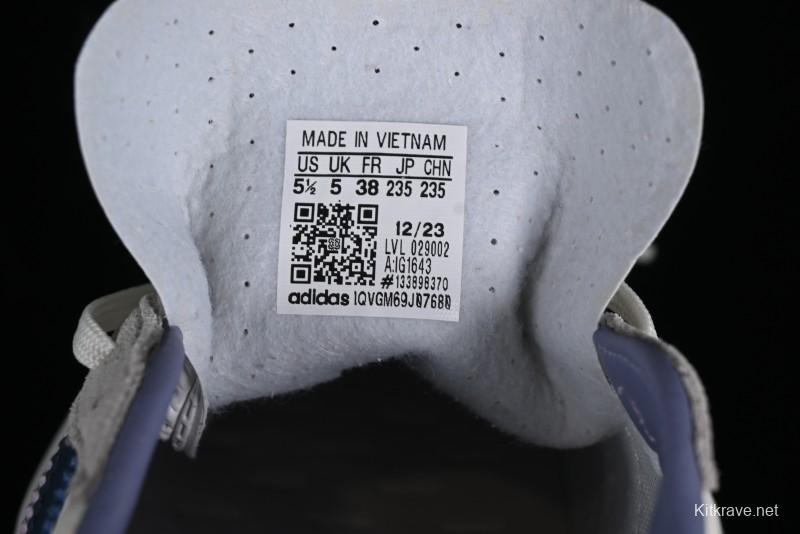 MADE IN VIETNAM
US UK FR JP CHN
5½ 5 38 235 235
12/23
LVL 029002
A:IG1643
#133898370
adidas 1QVGM69J07680
Kitkrave.net